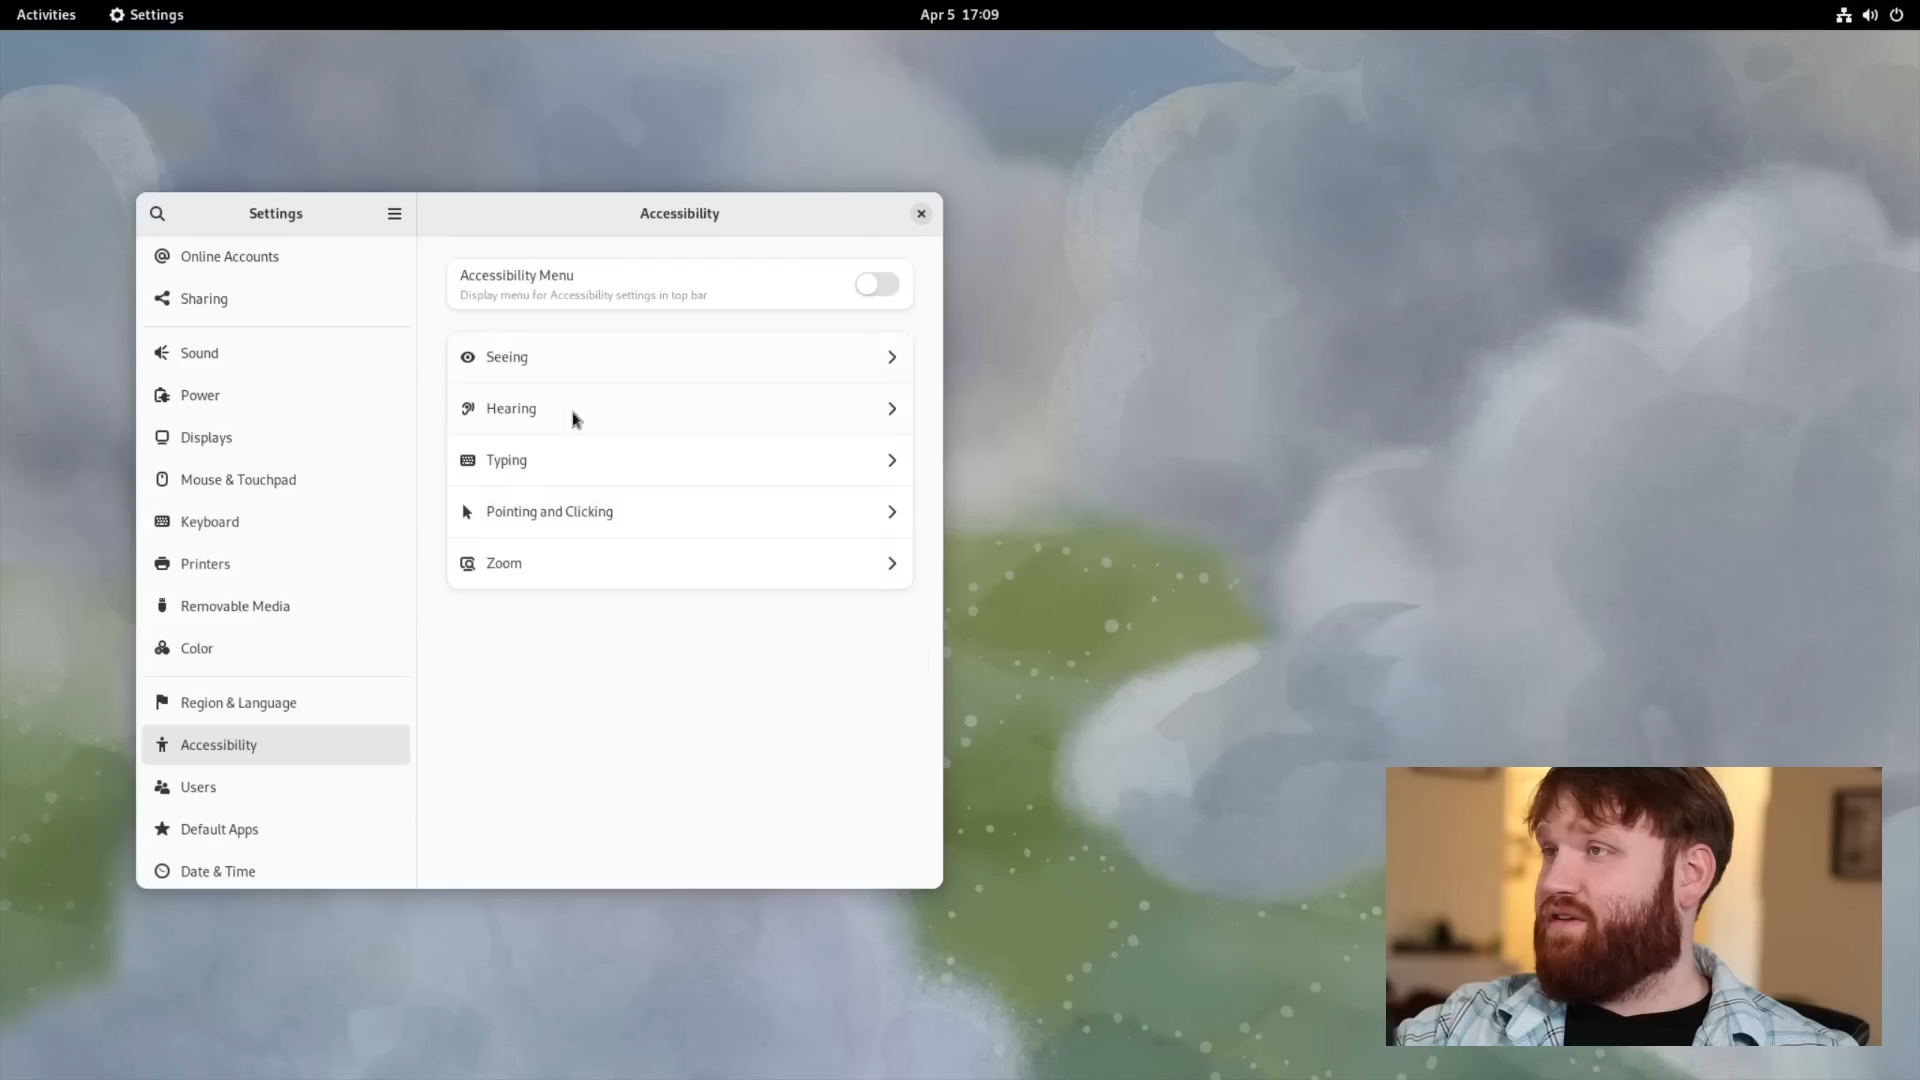 Activities
Settings
Apr 5 17:09
Settings
Accessibility
Online Accounts
Sharing
Sound
Power
Displays
Mouse & Touchpad
Keyboard
Printers
Removable Media
Color
Region & Language
Accessibility
Users
Default Apps
Date & Time
Accessibility Menu
Display menu for Accessibility settings in top bar
Seeing
Hearing
Typing
Pointing and Clicking
Zoom